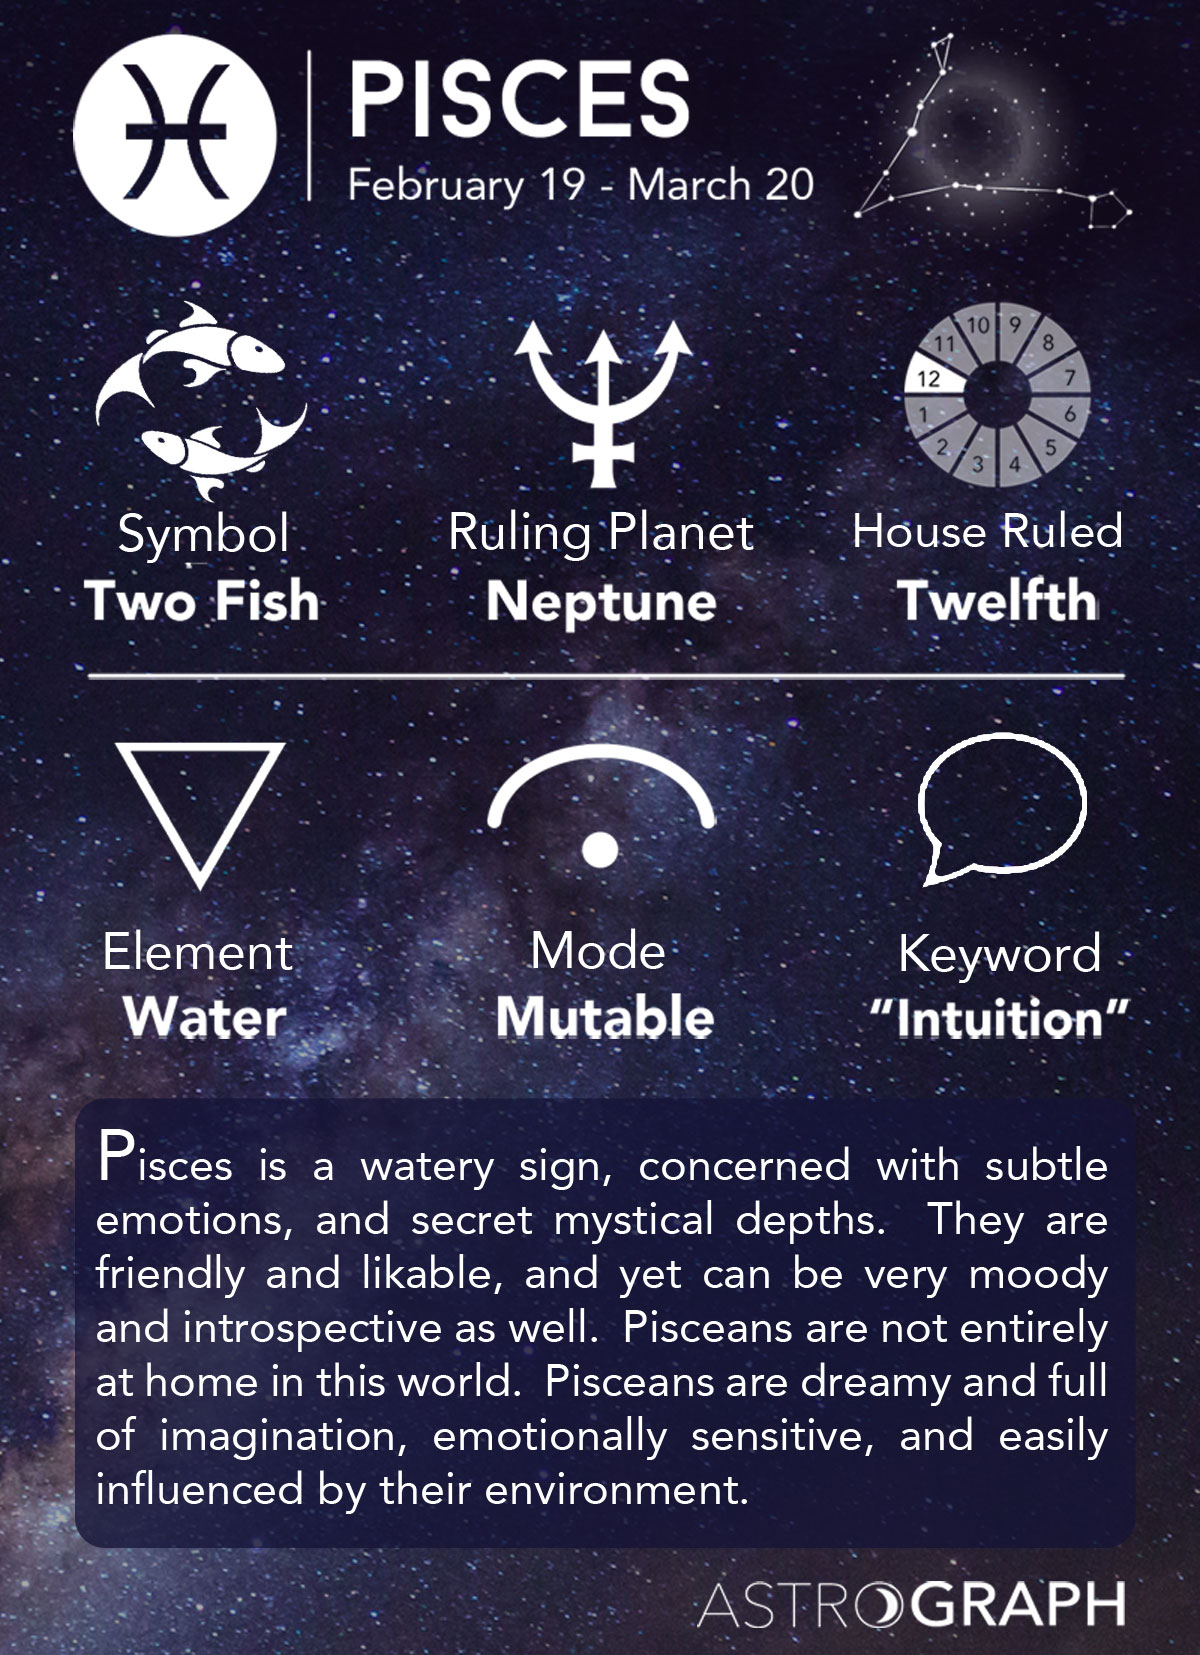 PISCES
February 19 - March 20
10 9
11 8
12 7
1 6
2 5
3 4
Symbol Ruling Planet House Ruled
Two Fish Neptune Twelfth
Element Mode Keyword
Water Mutable “Intuition”
Pisces is a watery sign, concerned with subtle
emotions, and secret mystical depths. They are
friendly and likable, and yet can be very moody
and introspective as well. Pisceans are not entirely
at home in this world. Pisceans are dreamy and full
of imagination, emotionally sensitive, and easily
influenced by their environment.
ASTROGRAPH